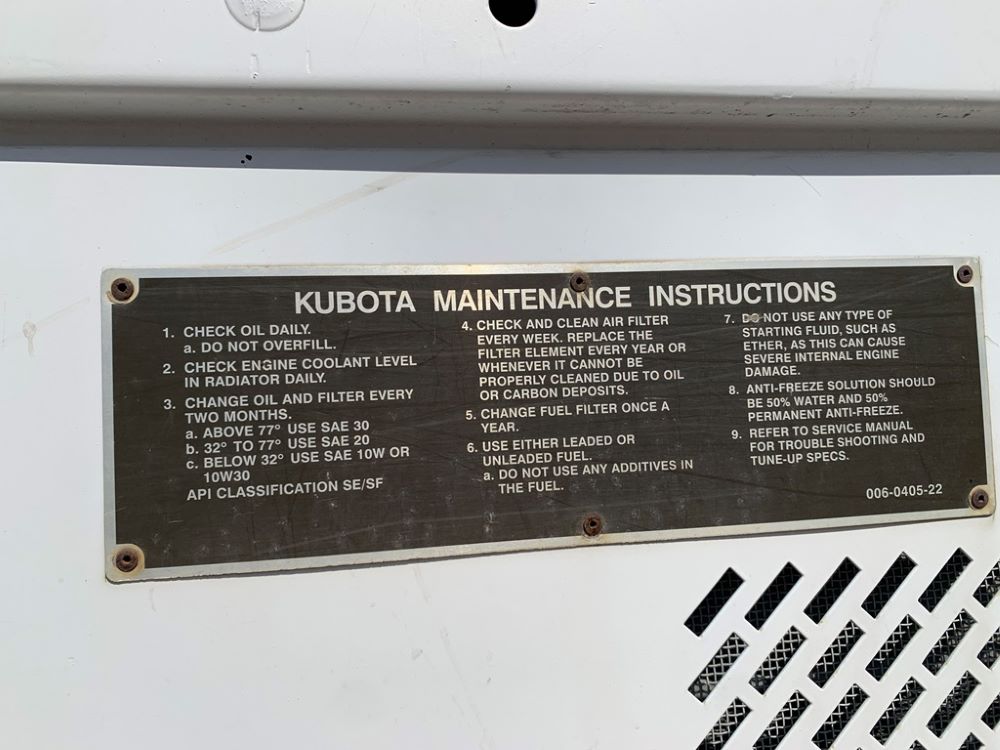 KUBOTA MAINTENANCE INSTRUCTIONS
1. CHECK OIL DAILY.
a. DO NOT OVERFILL.
2. CHECK ENGINE COOLANT LEVEL
IN RADIATOR DAILY.
3. CHANGE OIL AND FILTER EVERY
TWO MONTHS.
a. ABOVE 77° USE SAE 30
b. 32° TO 77° USE SAE 20
c. BELOW 32° USE SAE 10W OR
10W30
API CLASSIFICATION SE/SF
4. CHECK AND CLEAN AIR FILTER
EVERY WEEK. REPLACE THE
FILTER ELEMENT EVERY YEAR OR
WHENEVER IT CANNOT BE
PROPERLY CLEANED DUE TO OIL
OR CARBON DEPOSITS.
5. CHANGE FUEL FILTER ONCE A
YEAR.
6. USE EITHER LEADED OR
UNLEADED FUEL.
a. DO NOT USE ANY ADDITIVES IN
THE FUEL.
7. DO NOT USE ANY TYPE OF
STARTING FLUID, SUCH AS
ETHER, AS THIS CAN CAUSE
SEVERE INTERNAL ENGINE
DAMAGE.
8. ANTI-FREEZE SOLUTION SHOULD
BE 50% WATER AND 50%
PERMANENT ANTI-FREEZE.
9. REFER TO SERVICE MANUAL
FOR TROUBLE SHOOTING AND
TUNE-UP SPECS.
006-0405-22